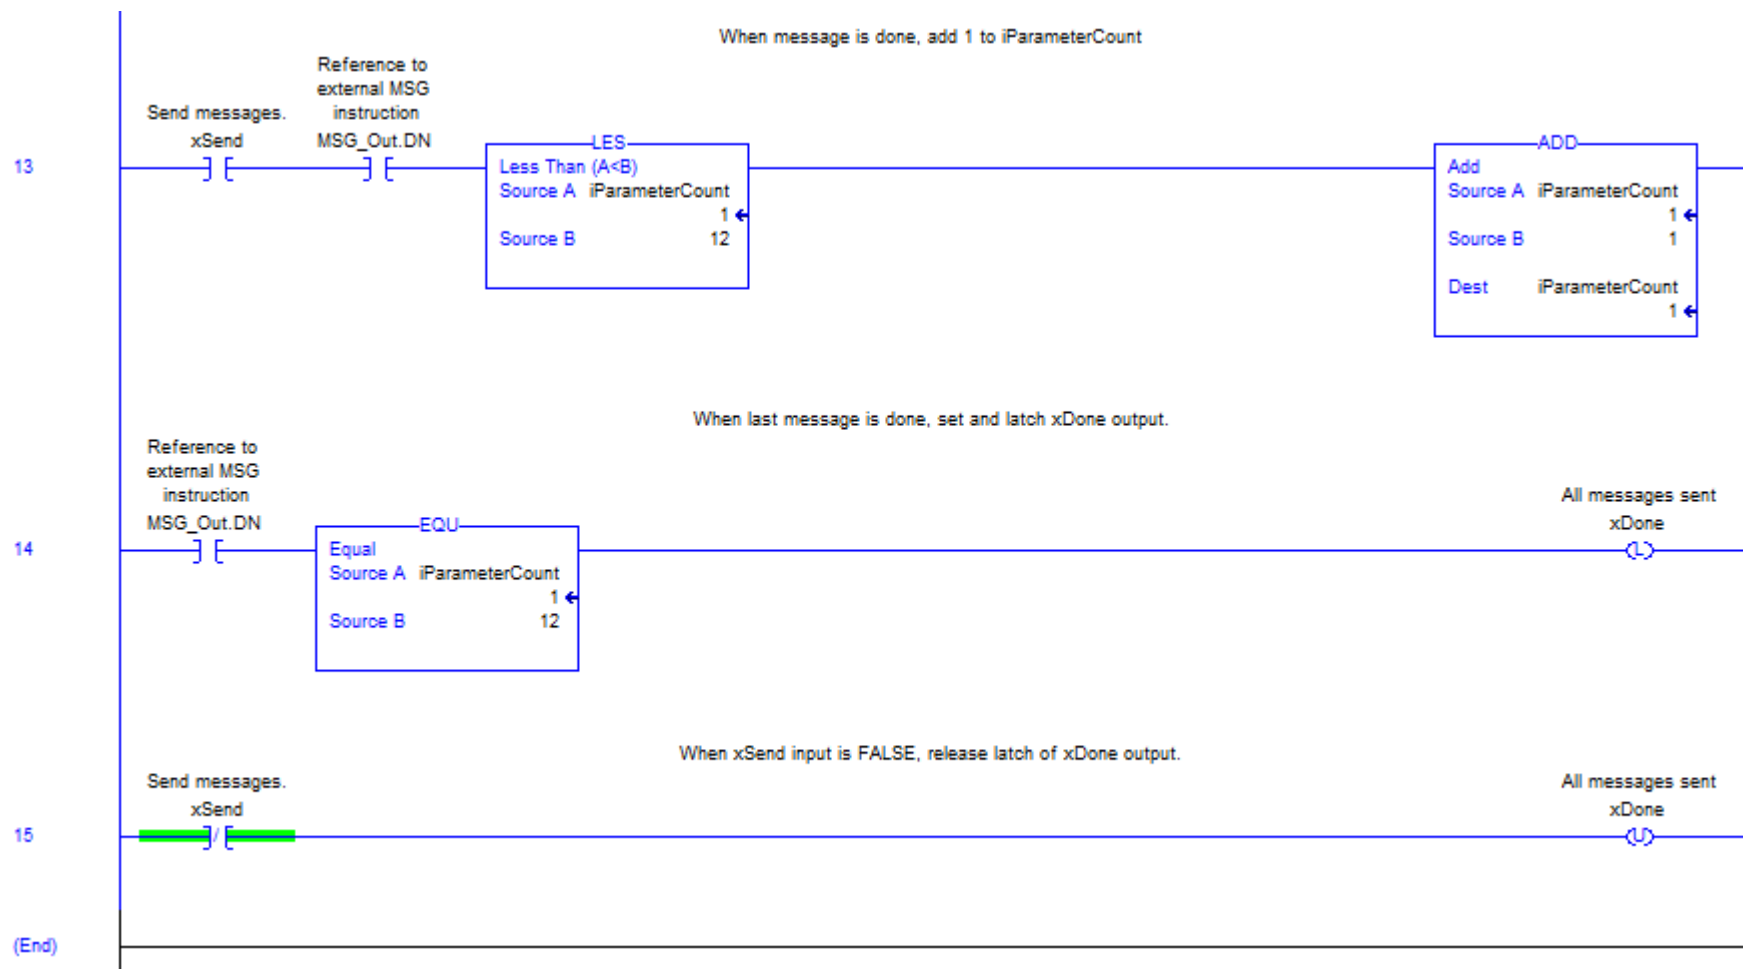 When message is done, add 1 to iParameterCount
Reference to
external MSG
Send messages. instruction
xSend MSG_Out.DN LES ADD
13 Less Than (A<B) Add
Source A iParameterCount Source A iParameterCount
1 1
Source B 12 Source B 1
Dest iParameterCount
1
When last message is done, set and latch xDone output.
Reference to
external MSG
instruction All messages sent
MSG_Out.DN EQU xDone
14 Equal L
Source A iParameterCount
1
Source B 12
When xSend input is FALSE, release latch of xDone output.
Send messages. All messages sent
xSend xDone
15 / U
(End)